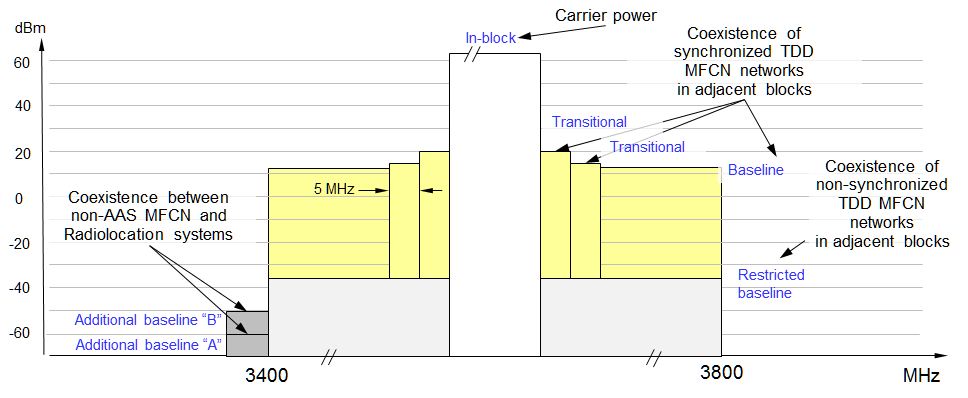 Carrier power
dBm
In-block
Coexistence of
synchronized TDD
MFCN networks
in adjacent blocks
60
40
20
0
-20
-40
-60
Transitional
Transitional
Baseline
Coexistence of
non-synchronized
TDD MFCN
networks
in adjacent blocks
5 MHz
Coexistence between
non-AAS MFCN and
Radiolocation systems
Restricted
baseline
Additional baseline “B”
Additional baseline “A”
3400
3800
MHz